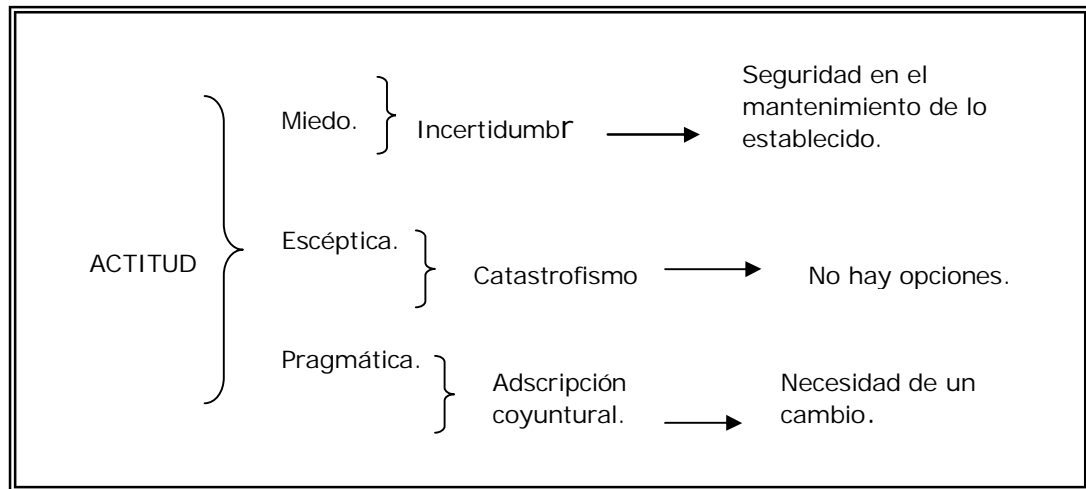 ACTITUD
Miedo.
Incertidumbr
Seguridad en el
mantenimiento de lo
establecido.
Escéptica.
Catastrofismo
No hay opciones.
Pragmática.
Adscripción
coyuntural.
Necesidad de un
cambio.